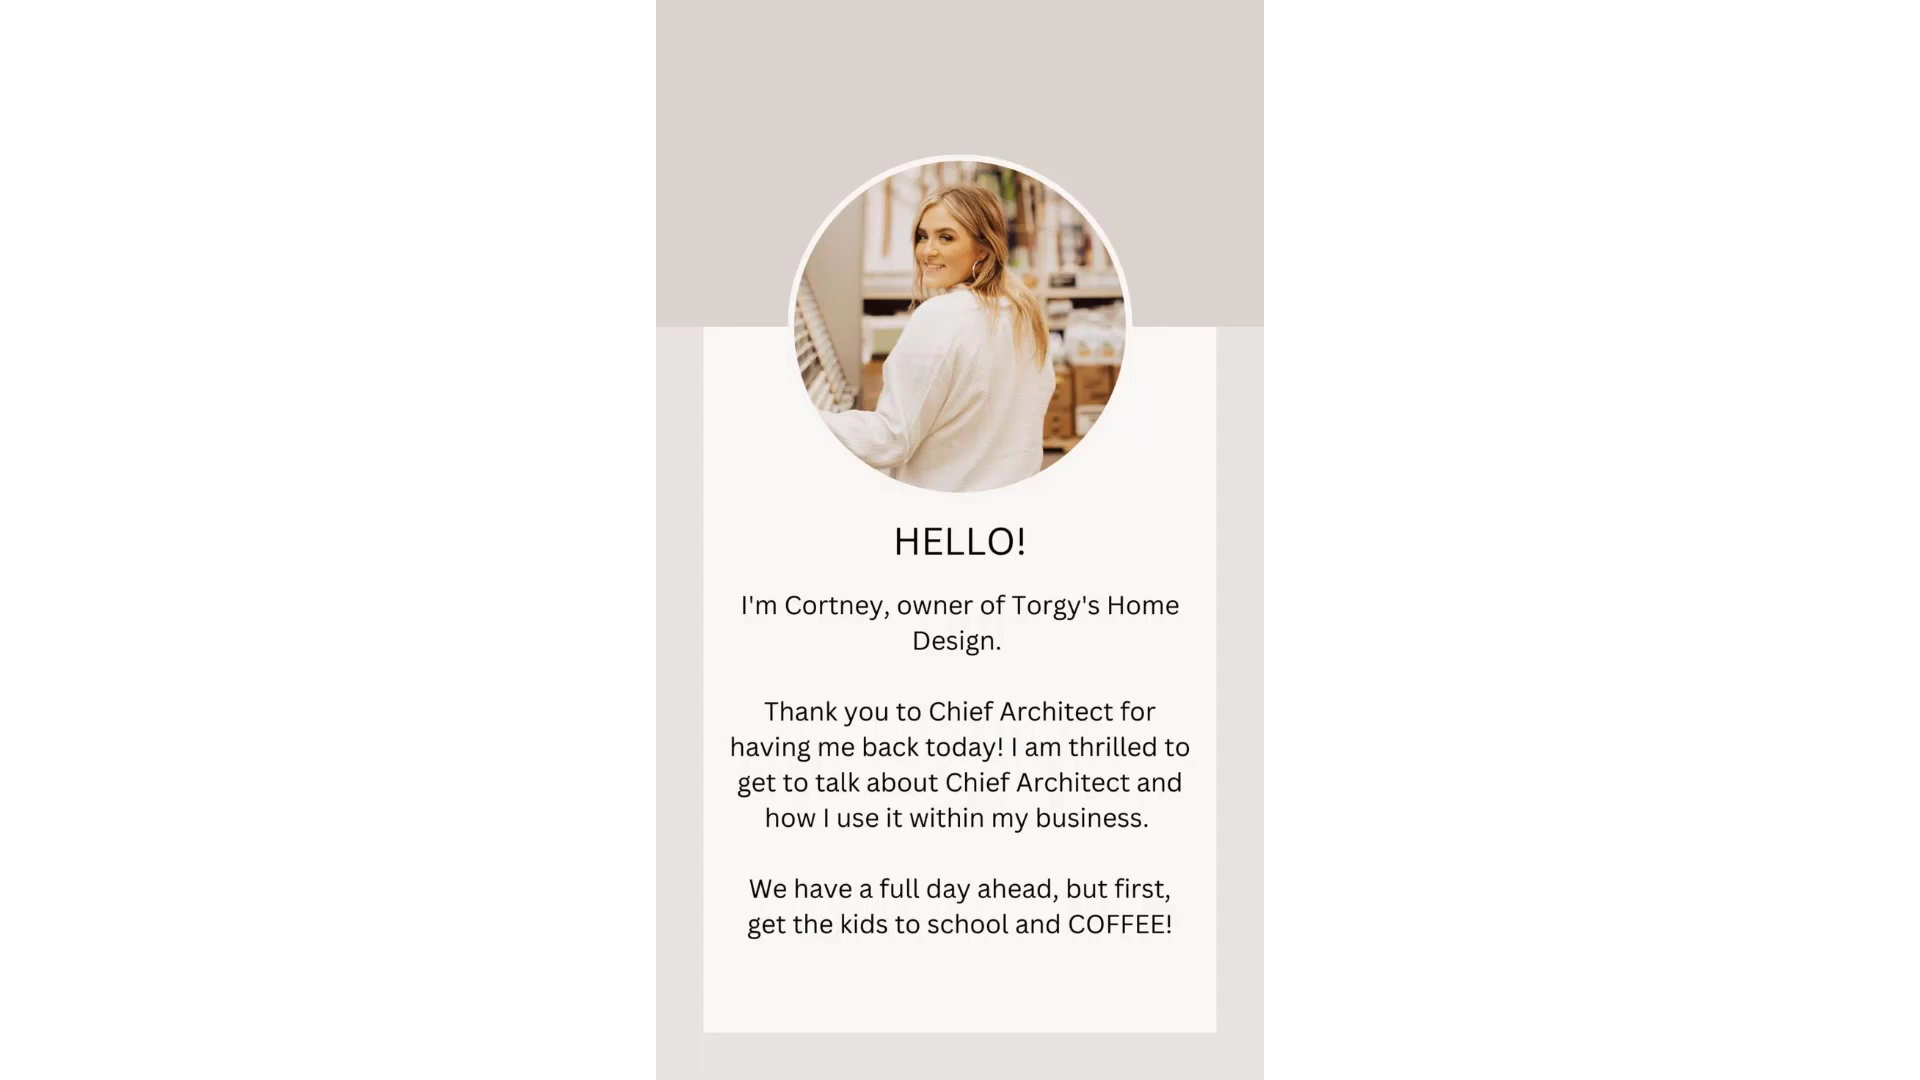 HELLO!
I'm Cortney, owner of Torgy's Home
Design.
Thank you to Chief Architect for
having me back today! I am thrilled to
get to talk about Chief Architect and
how I use it within my business.
We have a full day ahead, but first,
get the kids to school and COFFEE!